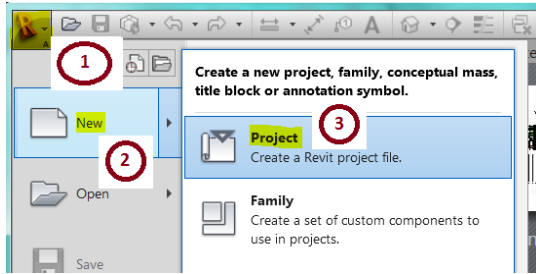 A
A
1
Create a new project, family, conceptual mass,
title block or annotation symbol.
New
3
Project
Create a Revit project file.
2
Open
Family
Create a set of custom components to
use in projects.
Save